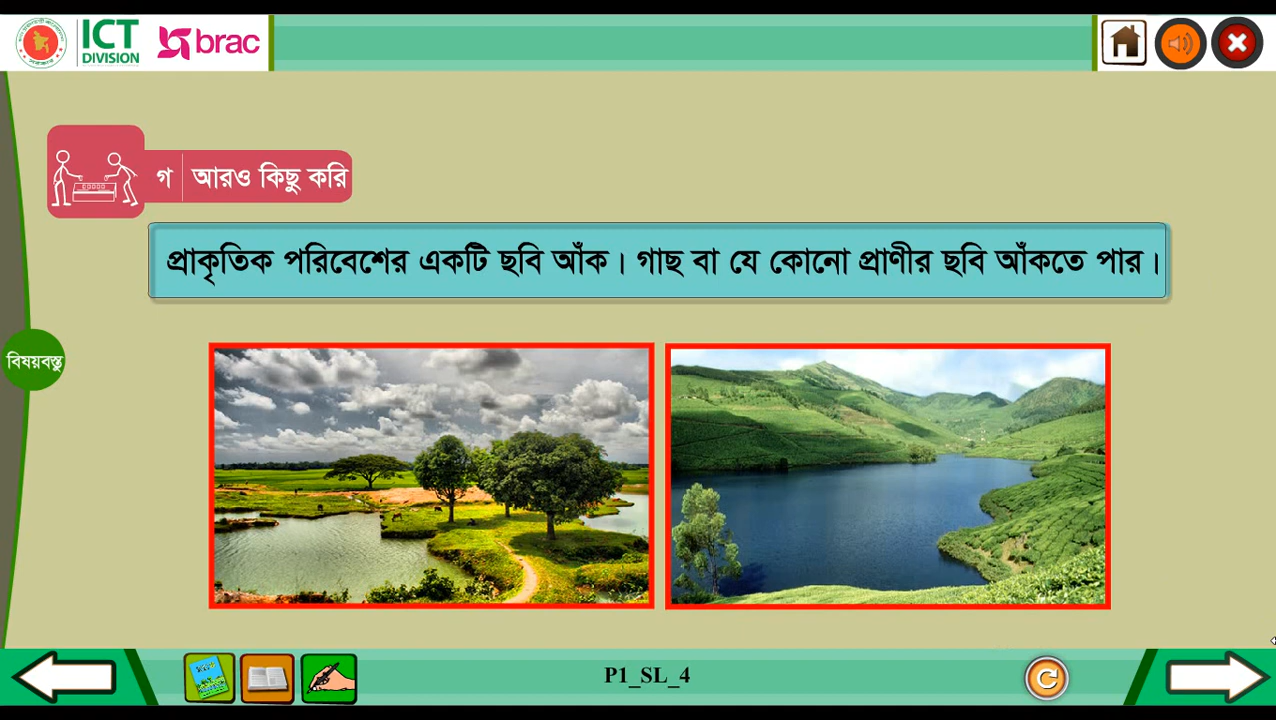 ICT
DIVISION
brac
গ
আরও কিছু করি
প্রাকৃতিক পরিবেশের একটি ছবি আঁক। গাছ বা যে কোনো প্রাণীর ছবি আঁকতে পার।
বিষয়বস্তু
P1_SL_4